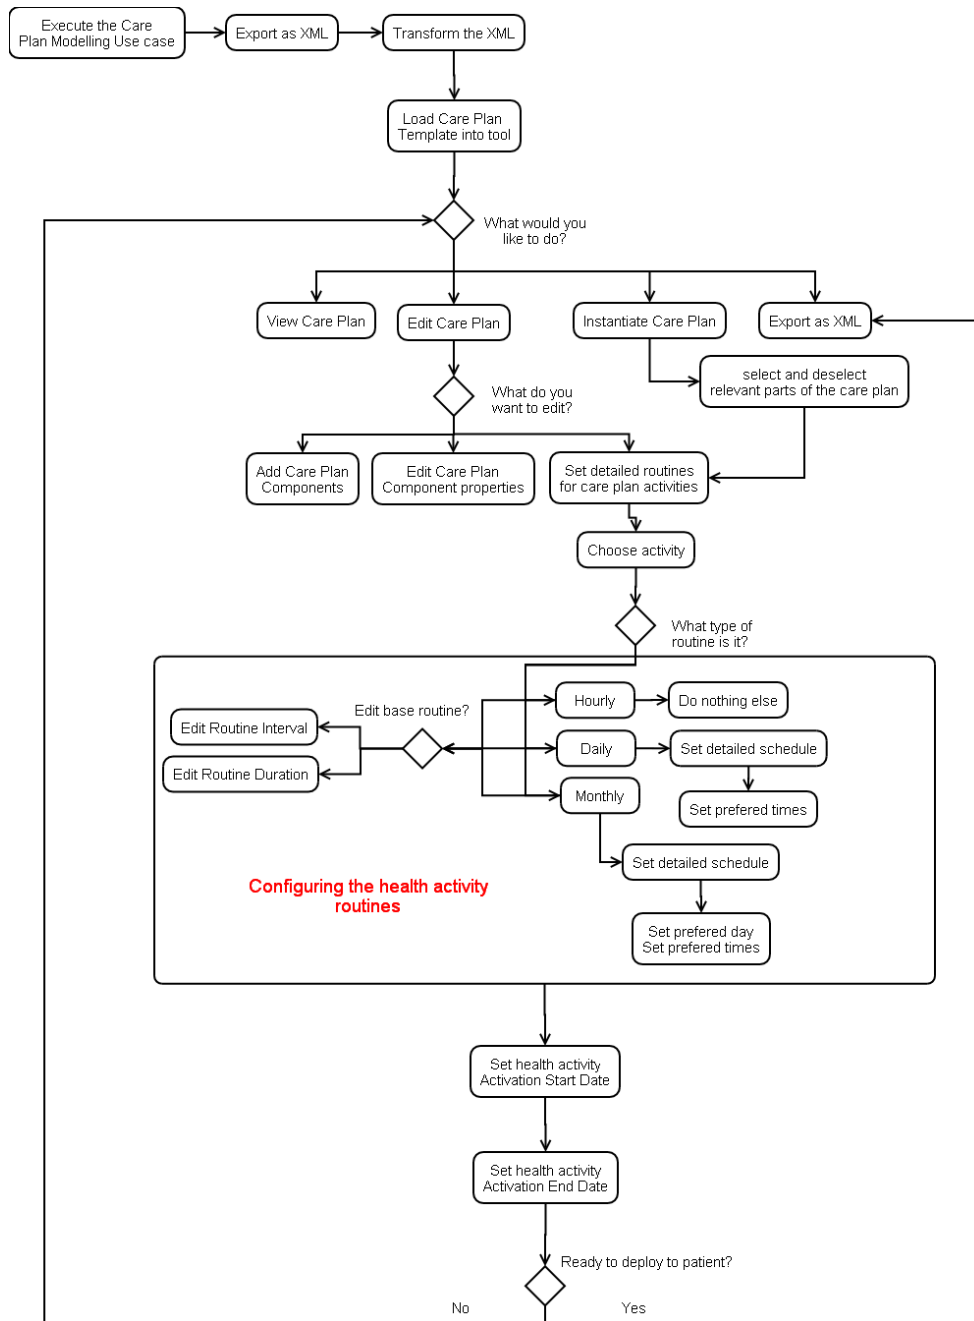 Execute the Care
Plan Modelling Use case
Export as XML
Transform the XML
Load Care Plan
Template into tool
What would you
like to do?
View Care Plan
Edit Care Plan
Instantiate Care Plan
Export as XML
select and deselect
relevant parts of the care plan
What do you
want to edit?
Add Care Plan
Components
Edit Care Plan
Component properties
Set detailed routines
for care plan activities
Choose activity
What type of
routine is it?
Edit base routine?
Hourly
Do nothing else
Edit Routine Interval
Daily
Set detailed schedule
Edit Routine Duration
Monthly
Set prefered times
Set detailed schedule
Configuring the health activity
routines
Set prefered day
Set prefered times
Set health activity
Activation Start Date
Set health activity
Activation End Date
Ready to deploy to patient?
No
Yes